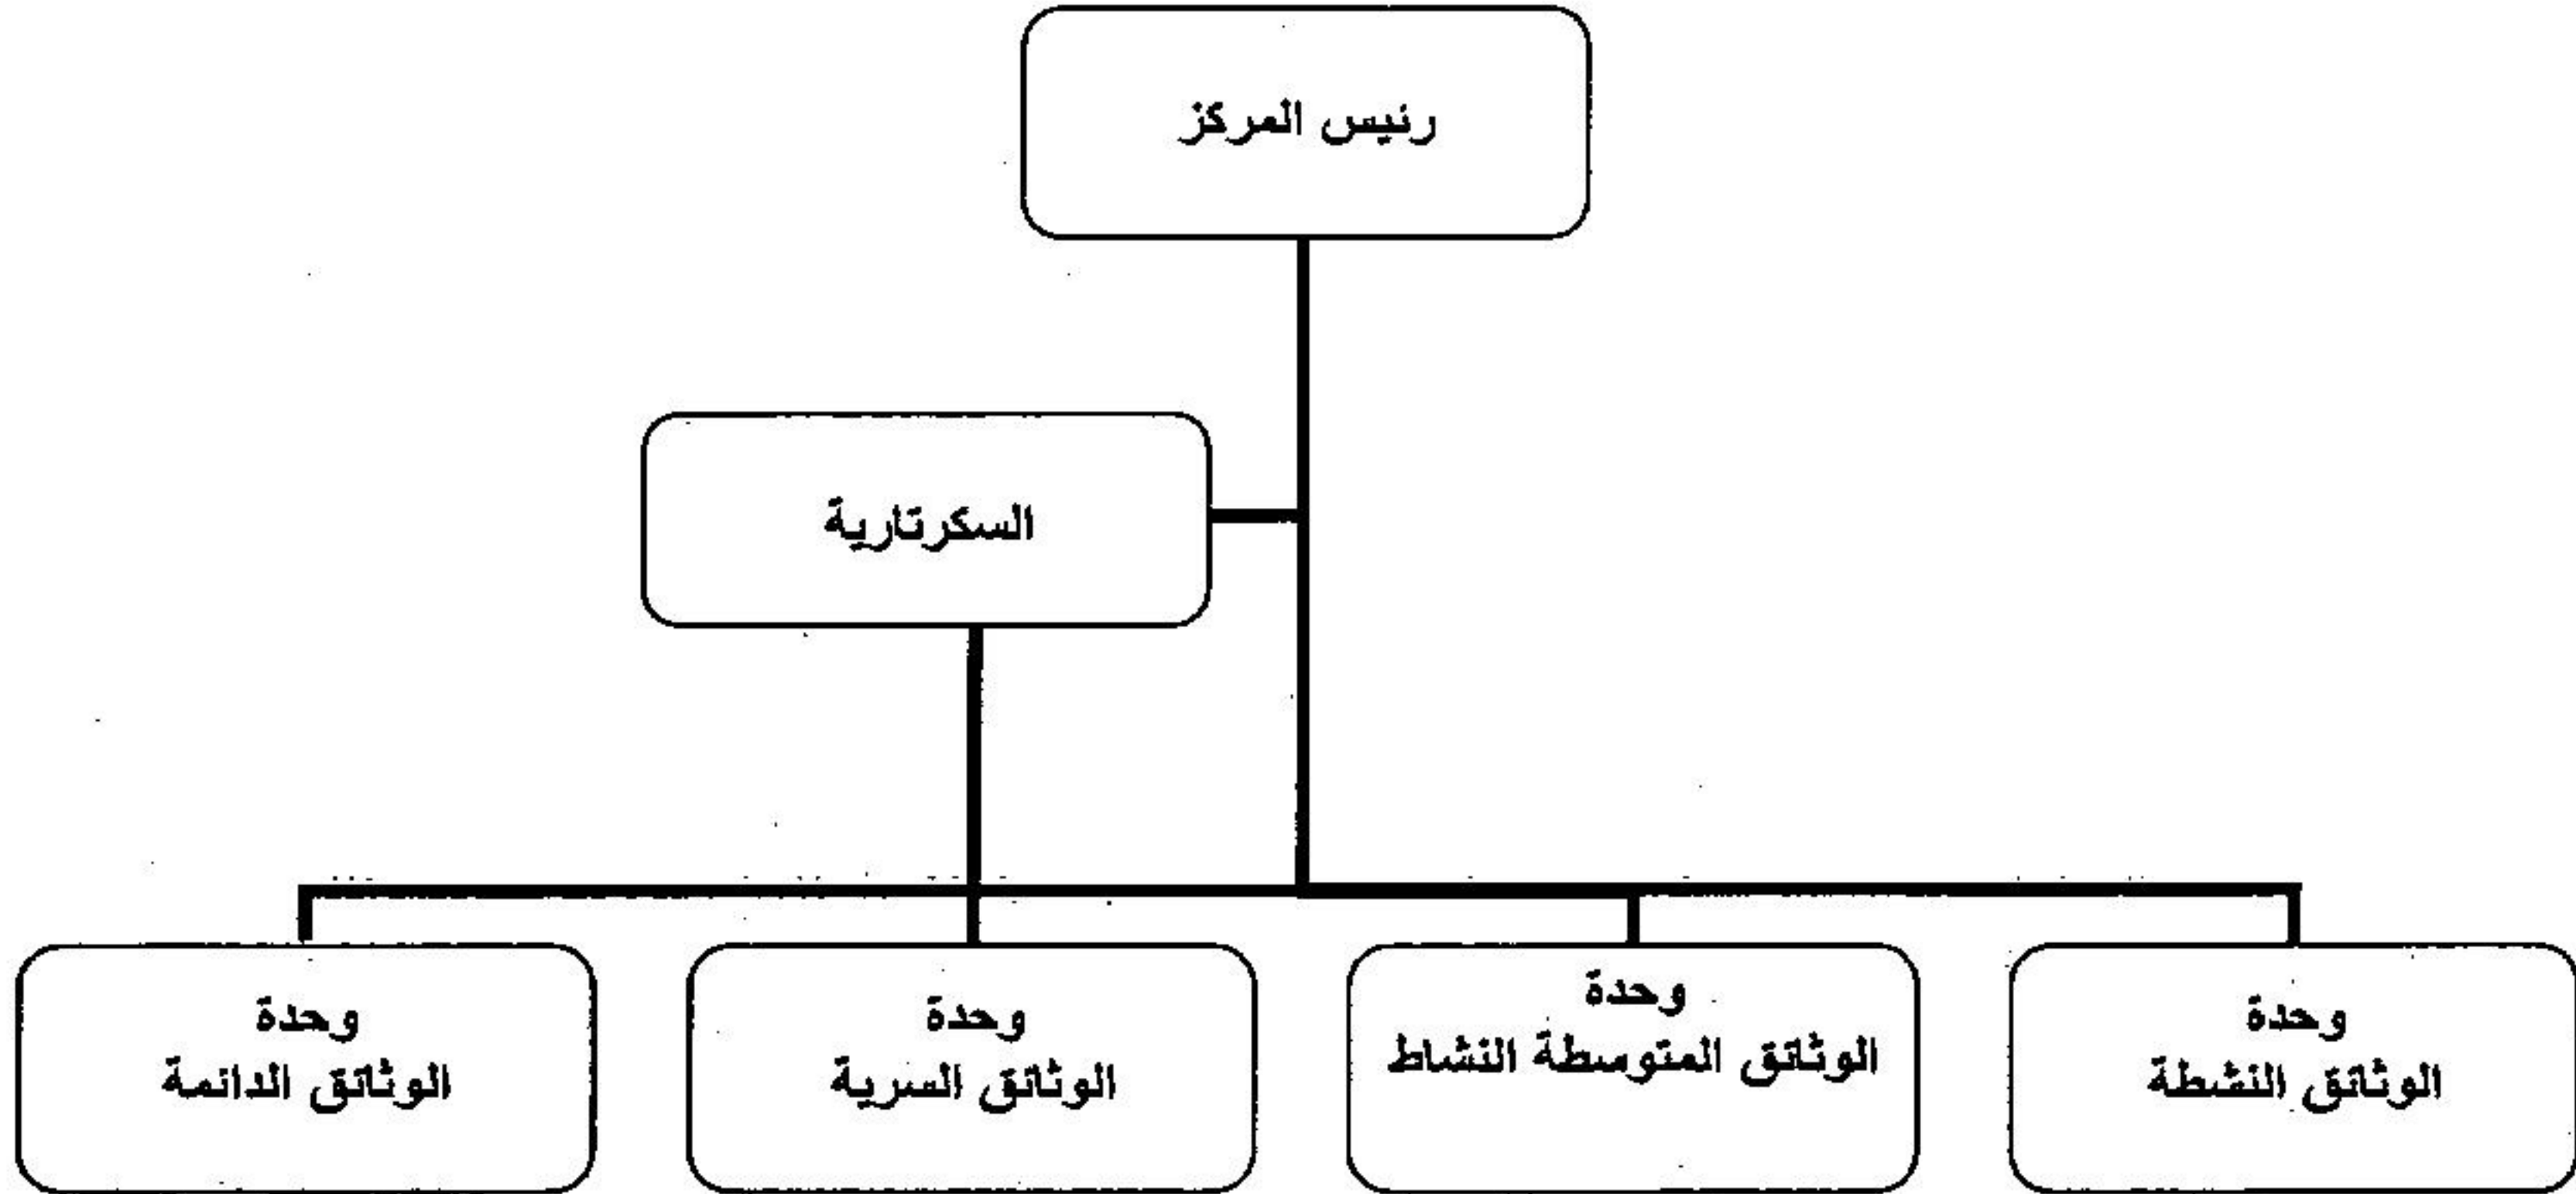 رئيس المركز
السكرتارية
وحدة
الوثائق النشطة
وحدة
الوثائق المتوسطة النشاط
وحدة
الوثائق السرية
وحدة
الوثائق الدائمة